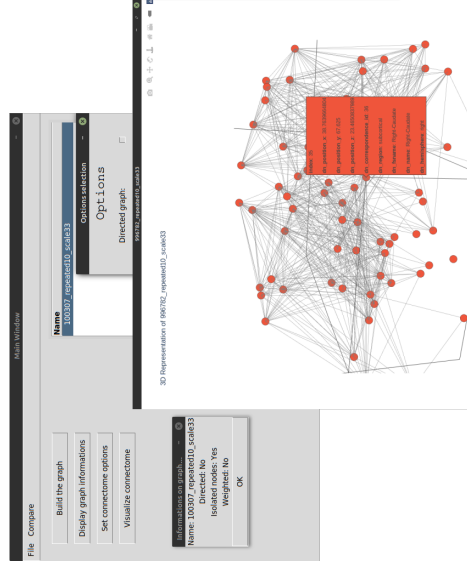 Main Window
File Compare
Build the graph
Display graph informations
Set connectome options
Visualize connectome
Name
100307_repeated10_scale33
Options selection
Options
Directed graph:
Informations on graph...
Name: 100307_repeated10_scale33
Directed: No
Isolated nodes: Yes
Weighted: No
OK
996782_repeated10_scale33
3D Representation of 996782_repeated10_scale33